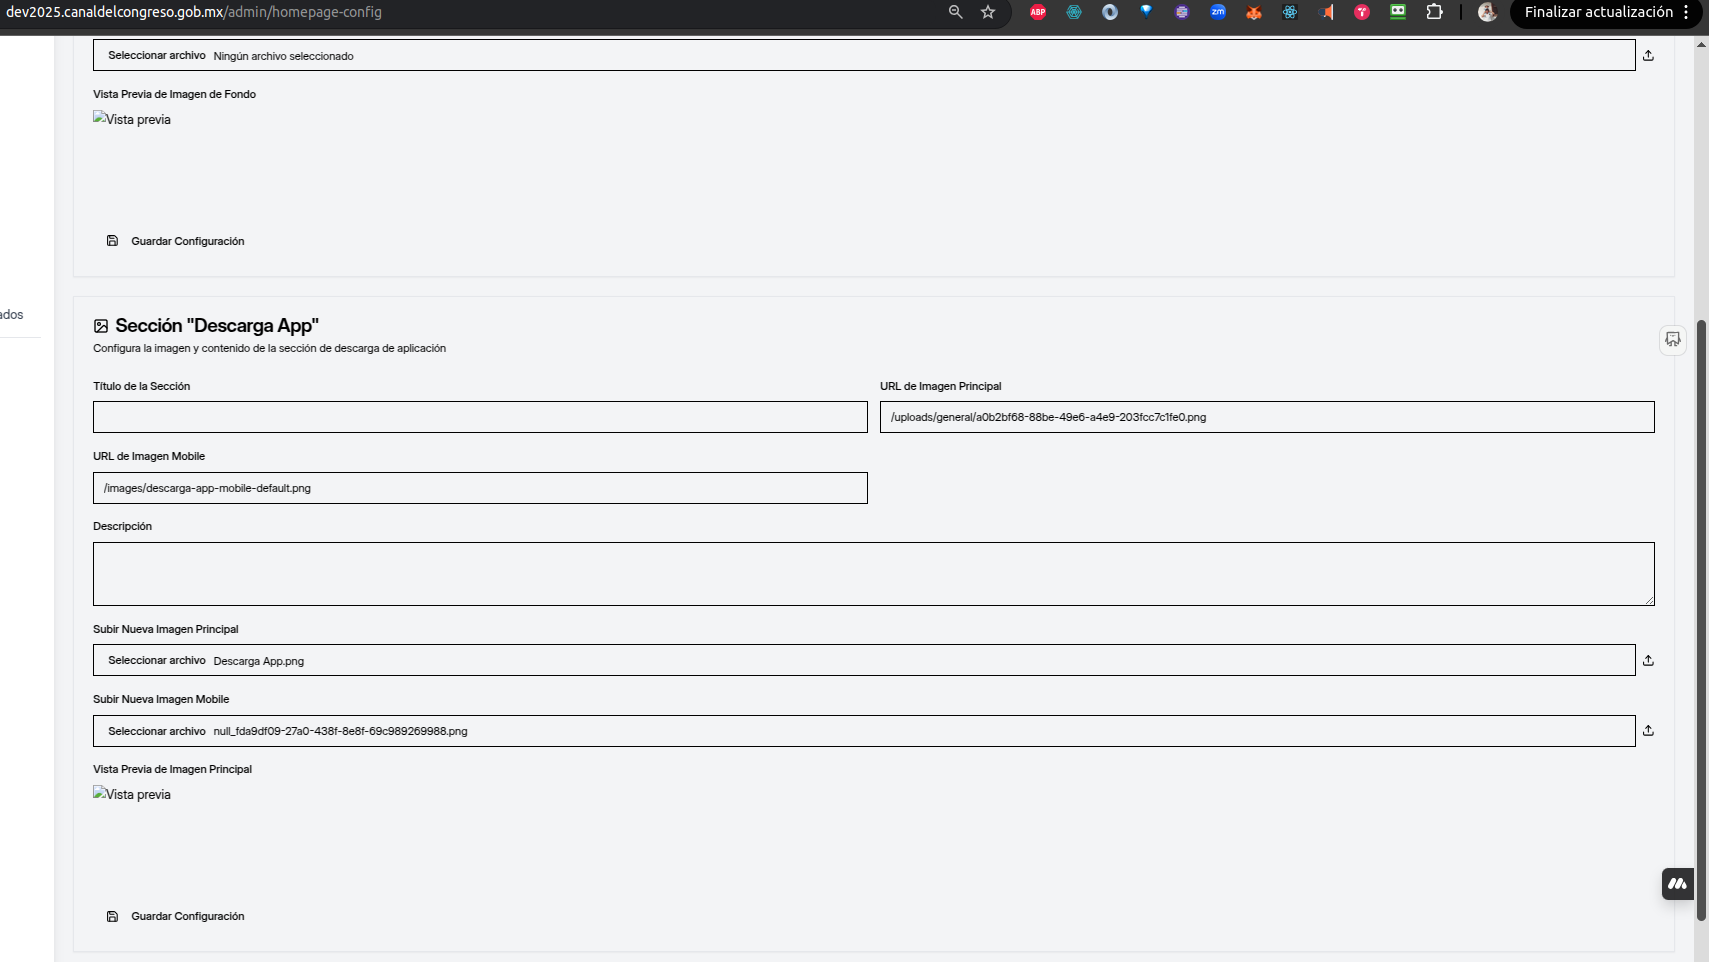 dev2025.canaldelcongreso.gob.mx/admin/homepage-config
ABP
zm
Finalizar actualización
Seleccionar archivo Ningún archivo seleccionado
Vista Previa de Imagen de Fondo
Vista previa
Guardar Configuración
ados
Sección "Descarga App"
Configura la imagen y contenido de la sección de descarga de aplicación
Título de la Sección
URL de Imagen Principal
/uploads/general/a0b2bf68-88be-49e6-a4e9-203fcc7c1fe0.png
URL de Imagen Mobile
/images/descarga-app-mobile-default.png
Descripción
Subir Nueva Imagen Principal
Seleccionar archivo Descarga App.png
Subir Nueva Imagen Mobile
Seleccionar archivo null_fda9df09-27a0-438f-8e8f-69c989269988.png
Vista Previa de Imagen Principal
Vista previa
Guardar Configuración